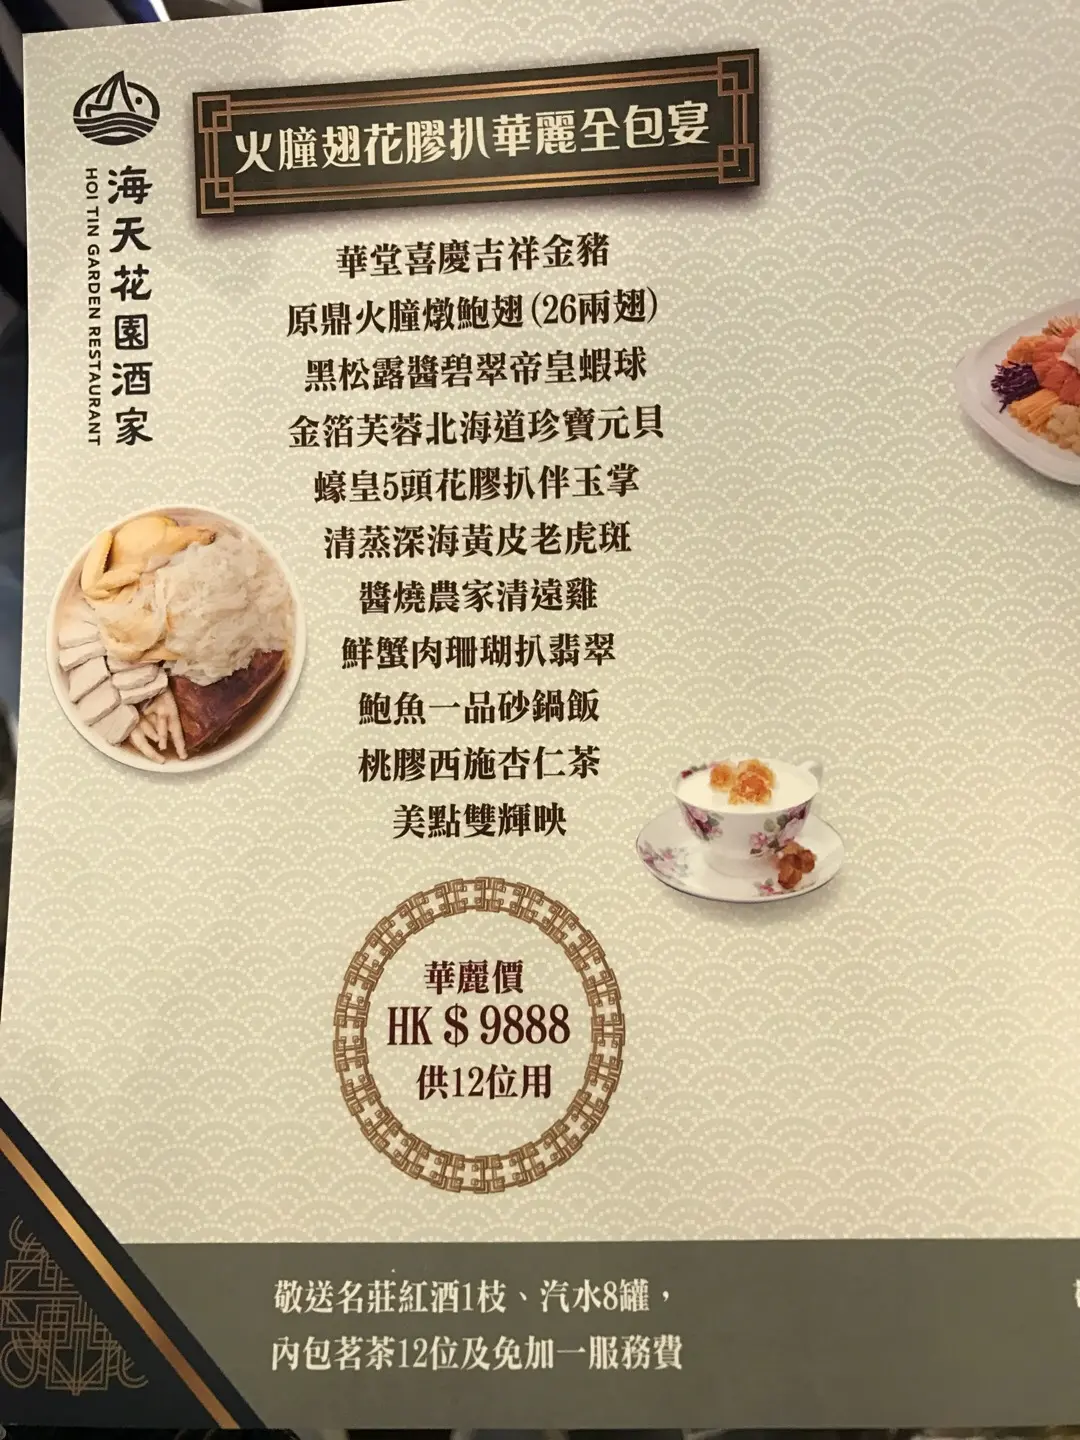 海天花園酒家
HOI TIN GARDEN RESTAURANT
火朣翅花膠扒華麗全包宴
華堂喜慶吉祥金豬
原鼎火朣燉鮑翅(26兩翅)
黑松露醬碧翠帝皇蝦球
金箔芙蓉北海道珍寶元貝
蠔皇5頭花膠扒伴玉掌
清蒸深海黃皮老虎斑
醬燒農家清遠雞
鮮蟹肉珊瑚扒翡翠
鮑魚一品砂鍋飯
桃膠西施杏仁茶
美點雙輝映
華麗價
HK $ 9888
供12位用
敬送名莊紅酒1枝、汽水8罐，
內包茗茶12位及免加一服務費